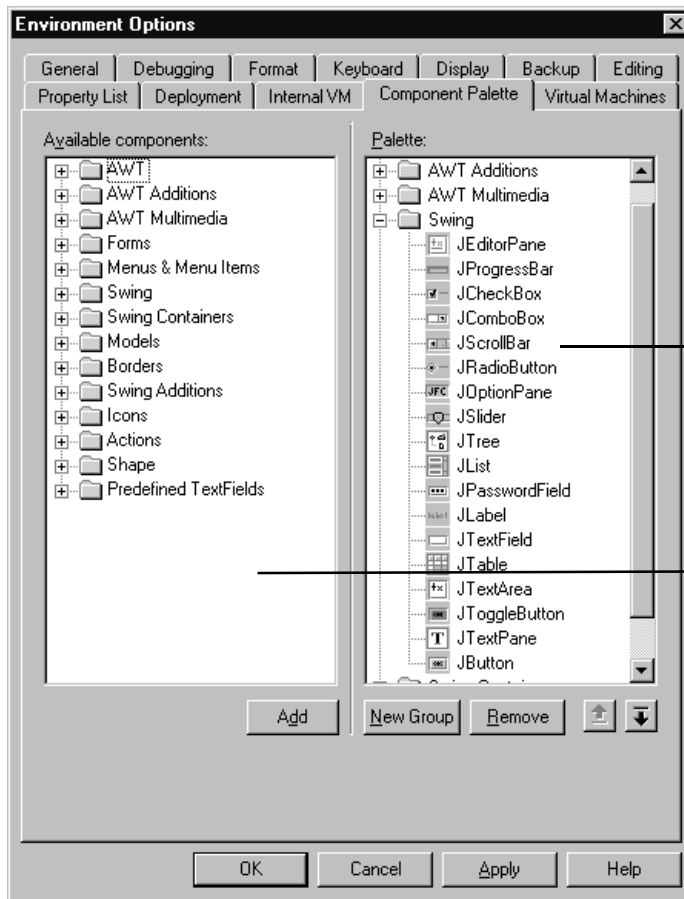 Environment Options
General Debugging Format Keyboard Display Backup Editing
Property List Deployment Internal VM Component Palette Virtual Machines
Available components:
AWT
AWT Additions
AWT Multimedia
Forms
Menus & Menu Items
Swing
Swing Containers
Models
Borders
Swing Additions
Icons
Actions
Shape
Predefined TextFields
Add
Palette:
AWT Additions
AWT Multimedia
Swing
JEditorPane
JProgressBar
JCheckBox
JComboBox
JScrollBar
JRadioButton
JFC JOptionPane
JSlider
JTree
JList
JPasswordField
label JLabel
JTextField
JTable
JTextArea
JToggleButton
T JTextPane
JButton
New Group Remove
OK Cancel Apply Help